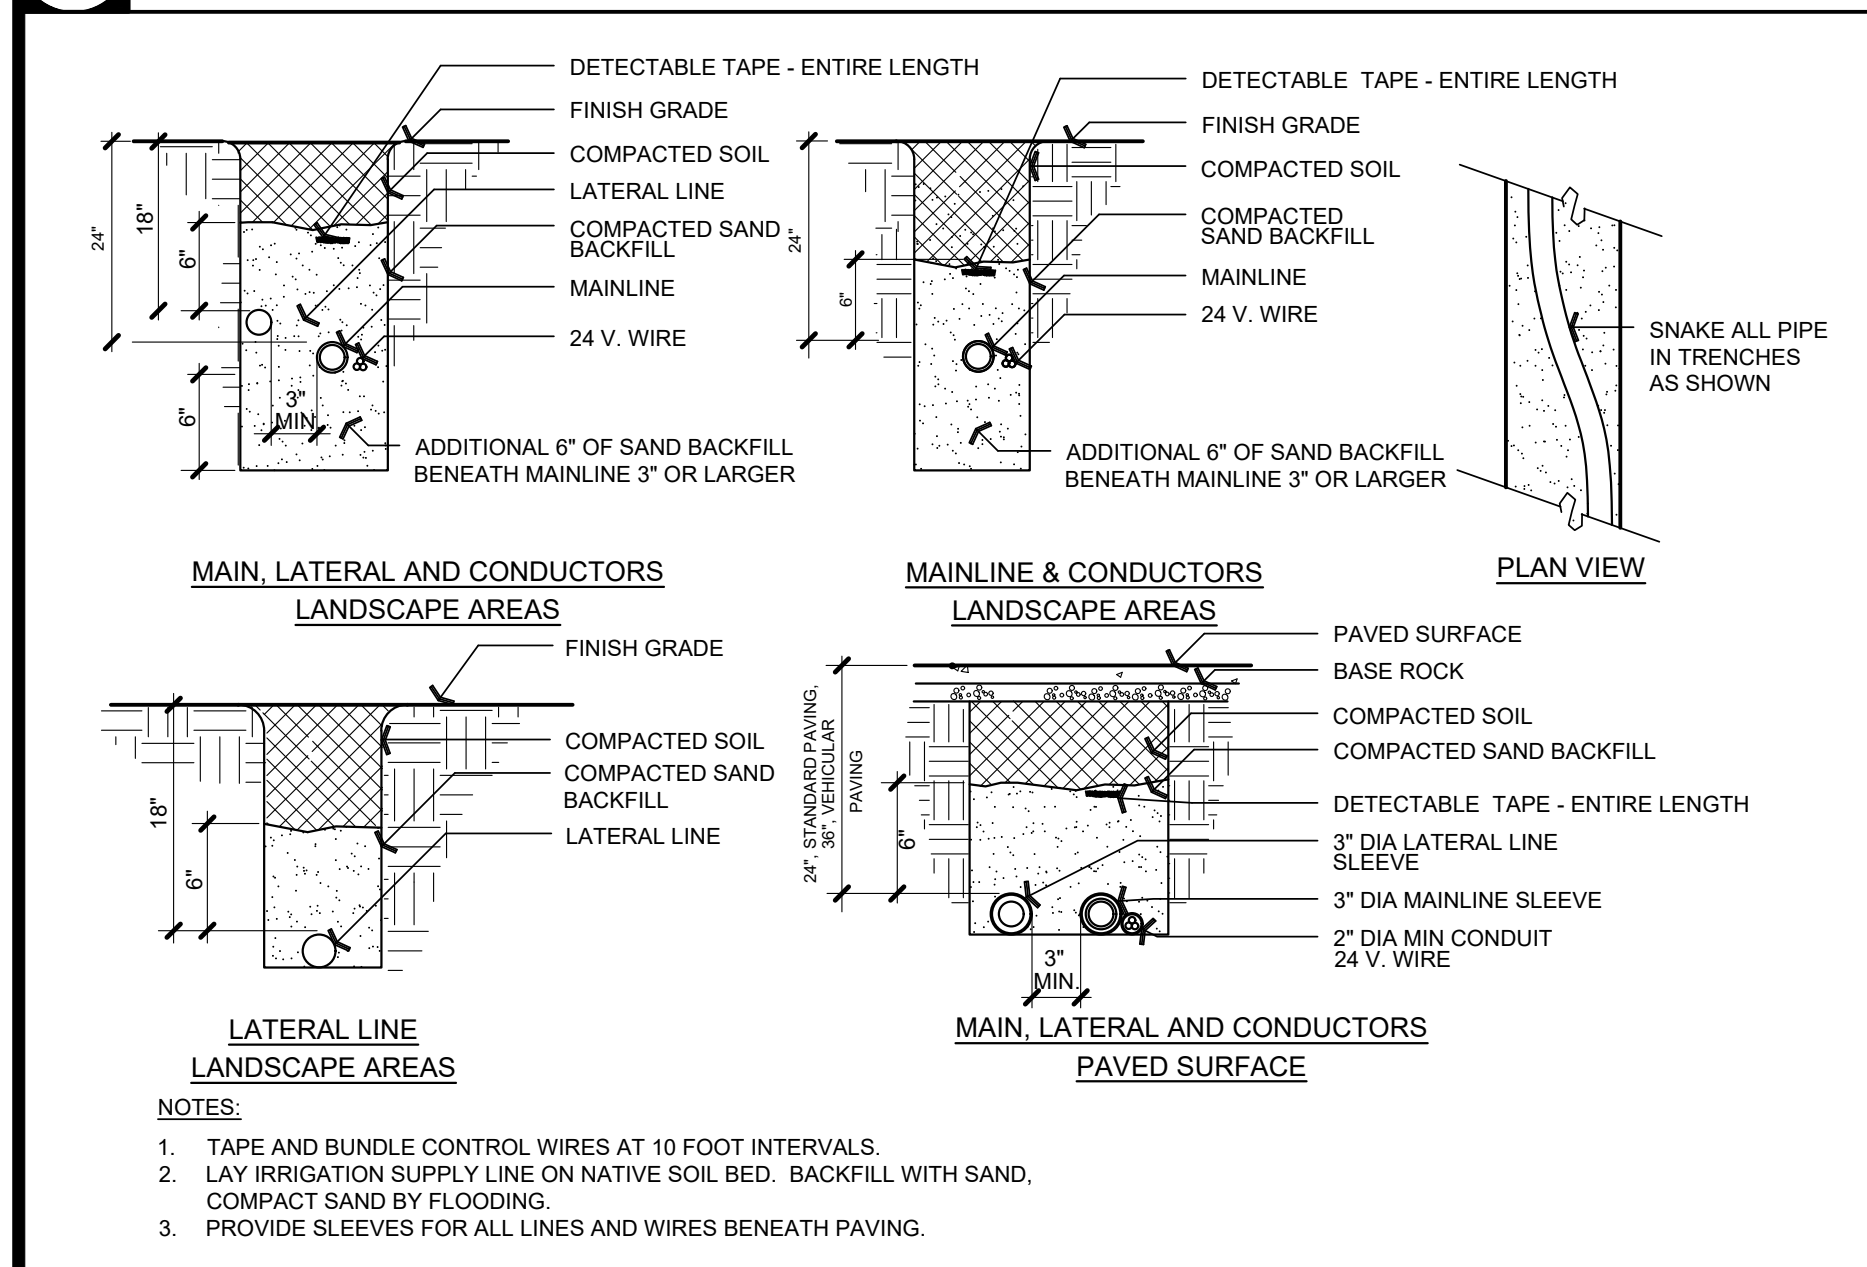 DETECTABLE TAPE - ENTIRE LENGTH
FINISH GRADE
COMPACTED SOIL
LATERAL LINE
COMPACTED SAND
BACKFILL
MAINLINE
24 V. WIRE
24"
18"
6"
6"
3"
MIN.
ADDITIONAL 6" OF SAND BACKFILL
BENEATH MAINLINE 3" OR LARGER
MAIN, LATERAL AND CONDUCTORS
LANDSCAPE AREAS
DETECTABLE TAPE - ENTIRE LENGTH
FINISH GRADE
COMPACTED SOIL
COMPACTED
SAND BACKFILL
MAINLINE
24 V. WIRE
24"
6"
ADDITIONAL 6" OF SAND BACKFILL
BENEATH MAINLINE 3" OR LARGER
MAINLINE & CONDUCTORS
LANDSCAPE AREAS
SNAKE ALL PIPE
IN TRENCHES
AS SHOWN
PLAN VIEW
FINISH GRADE
COMPACTED SOIL
COMPACTED SAND
BACKFILL
LATERAL LINE
18"
6"
LATERAL LINE
LANDSCAPE AREAS
PAVED SURFACE
BASE ROCK
COMPACTED SOIL
COMPACTED SAND BACKFILL
DETECTABLE TAPE - ENTIRE LENGTH
3" DIA LATERAL LINE
SLEEVE
3" DIA MAINLINE SLEEVE
2" DIA MIN CONDUIT
24 V. WIRE
24", STANDARD PAVING,
36", VEHICULAR
PAVING
6"
3"
MIN.
MAIN, LATERAL AND CONDUCTORS
PAVED SURFACE
NOTES:
1. TAPE AND BUNDLE CONTROL WIRES AT 10 FOOT INTERVALS.
2. LAY IRRIGATION SUPPLY LINE ON NATIVE SOIL BED. BACKFILL WITH SAND,
COMPACT SAND BY FLOODING.
3. PROVIDE SLEEVES FOR ALL LINES AND WIRES BENEATH PAVING.